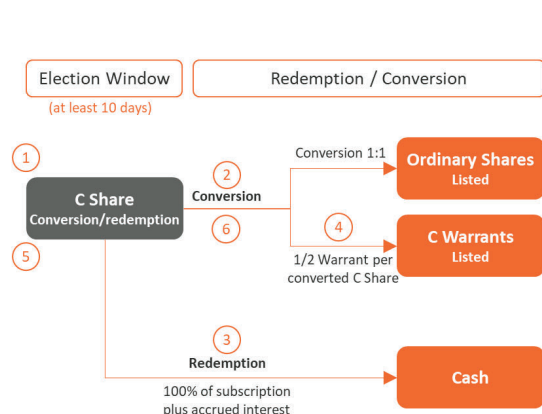 Election Window
Redemption / Conversion
(at least 10 days)
1
2
Conversion 1:1
Ordinary Shares
Listed
C Share
Conversion/redemption
Conversion
5
6
4
C Warrants
Listed
1/2 Warrant per
converted C Share
3
Redemption
Cash
100% of subscription
plus accrued interest